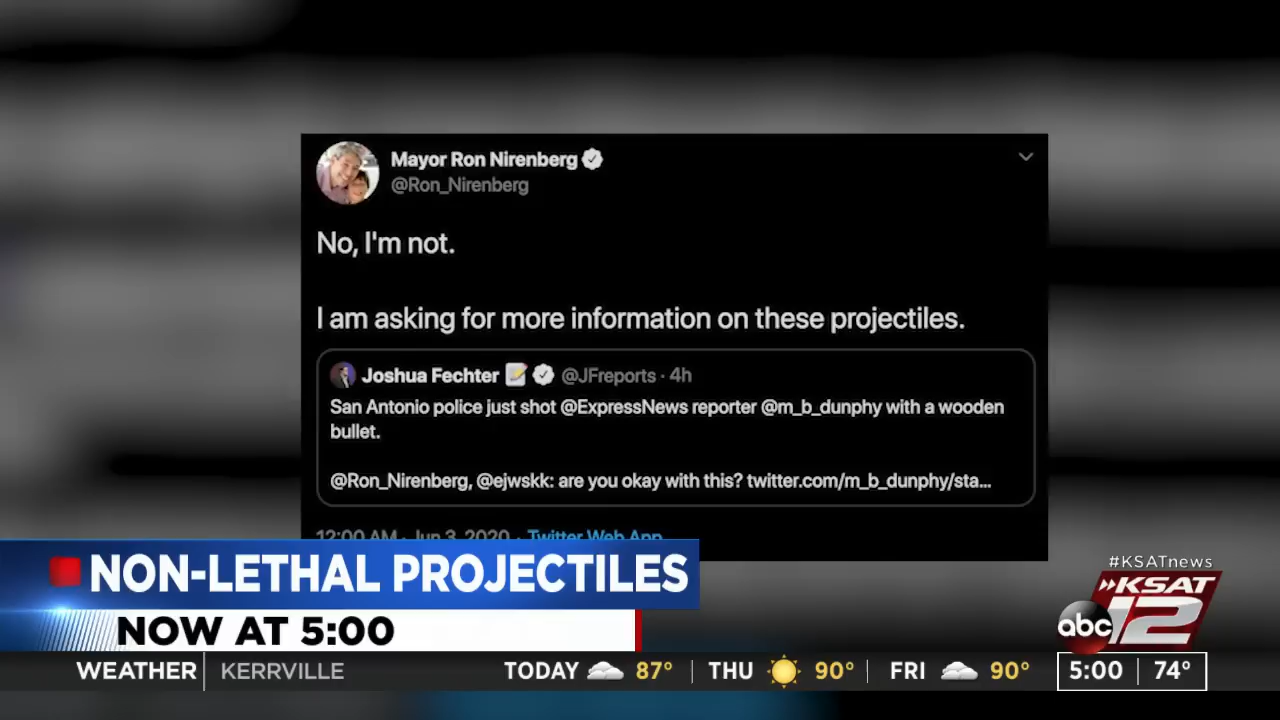 Mayor Ron Nirenberg
@Ron_Nirenberg
No, I'm not.
I am asking for more information on these projectiles.
Joshua Fechter @JFreports · 4h
San Antonio police just shot @ExpressNews reporter @m_b_dunphy with a wooden
bullet.
@Ron_Nirenberg, @ejwskk: are you okay with this? twitter.com/m_b_dunphy/sta...
12:00 AM · Jun 3, 2020 · Twitter Web App
NON-LETHAL PROJECTILES
NOW AT 5:00
#KSATnews
KSAT
abc 12
WEATHER KERRVILLE TODAY 87° THU 90° FRI 90° 5:00 74°